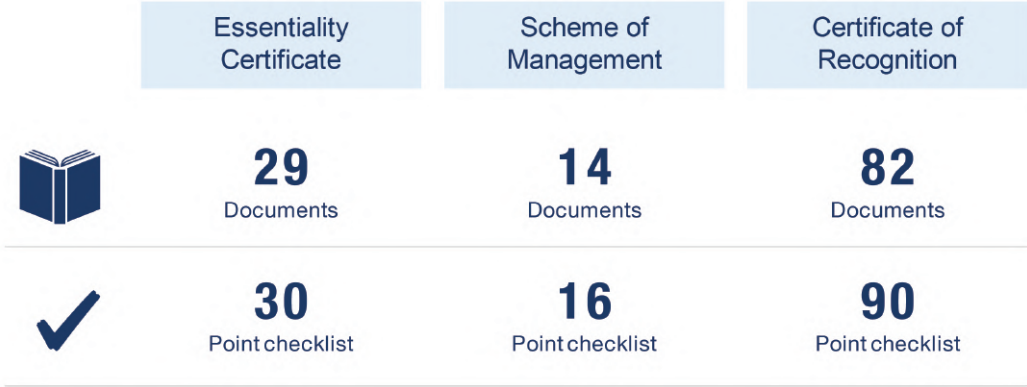 Essentiality
Certificate
Scheme of
Management
Certificate of
Recognition
29
Documents
14
Documents
82
Documents
30
Point checklist
16
Point checklist
90
Point checklist